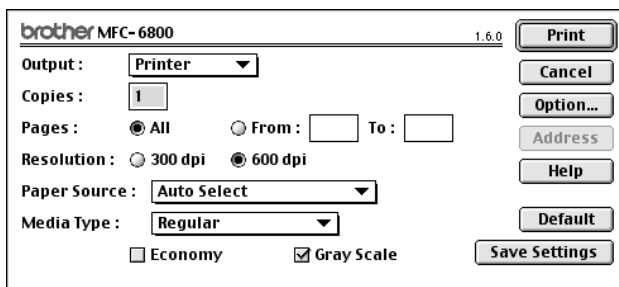 brother MFC-6800 1.6.0 Print
Output : Printer Cancel
Copies : 1 Option...
Pages : All From : To : Address
Resolution : 300 dpi 600 dpi Help
Paper Source : Auto Select
Media Type : Regular Default
Economy Gray Scale Save Settings